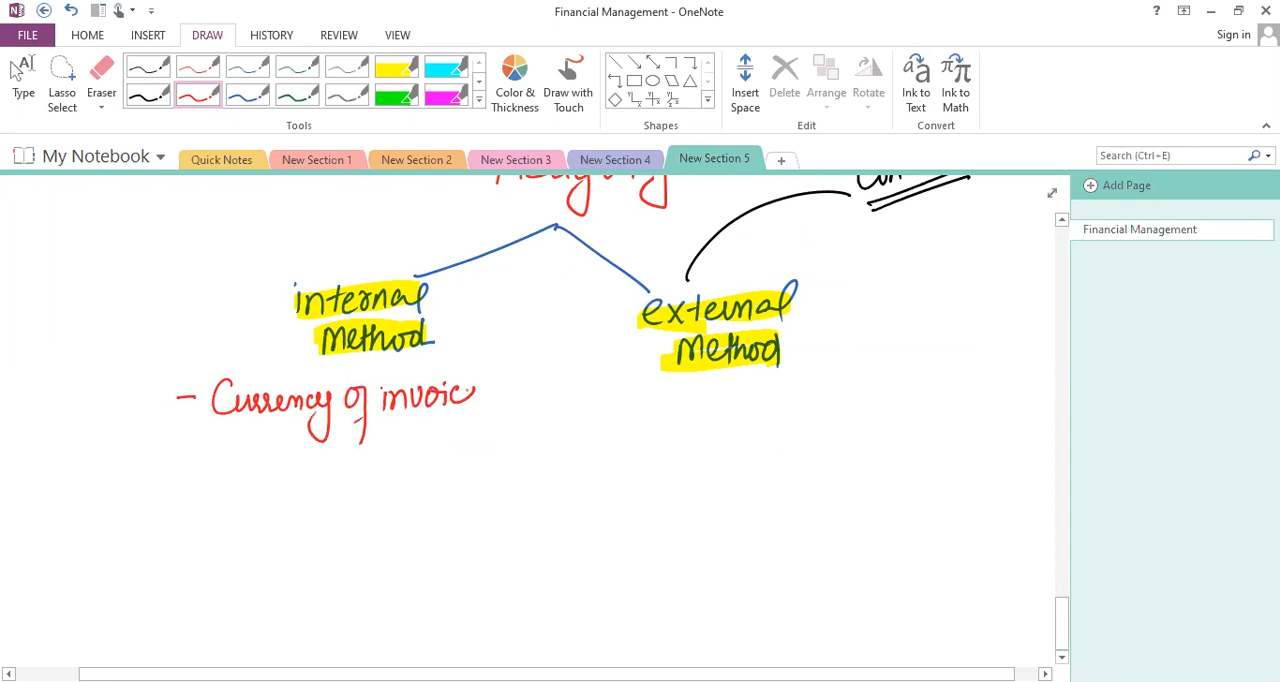 Financial Management - OneNote
?
FILE HOME INSERT DRAW HISTORY REVIEW VIEW
Sign in
Type
Lasso Select
Eraser
Color & Thickness
Draw with Touch
Insert Space
Delete
Arrange
Rotate
Ink to Text
Ink to Math
Tools
Shapes
Edit
Convert
My Notebook
Quick Notes
New Section 1
New Section 2
New Section 3
New Section 4
New Section 5
Search (Ctrl+E)
Add Page
Financial Management
internal
Method
external
Method
- Currency of invoic